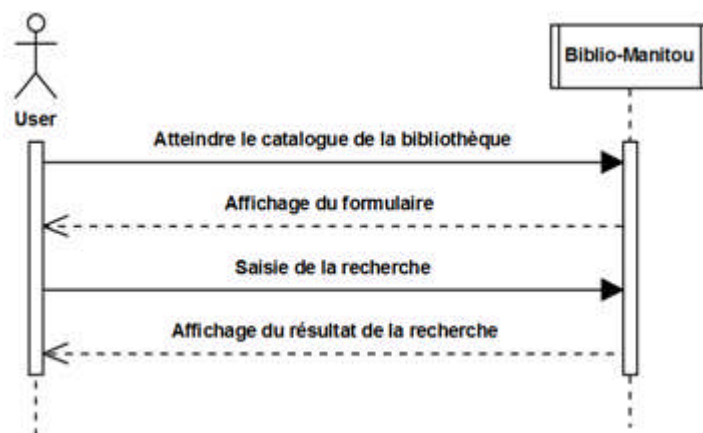 Biblio-Manitou
User
Atteindre le catalogue de la bibliothèque
Affichage du formulaire
Saisie de la recherche
Affichage du résultat de la recherche